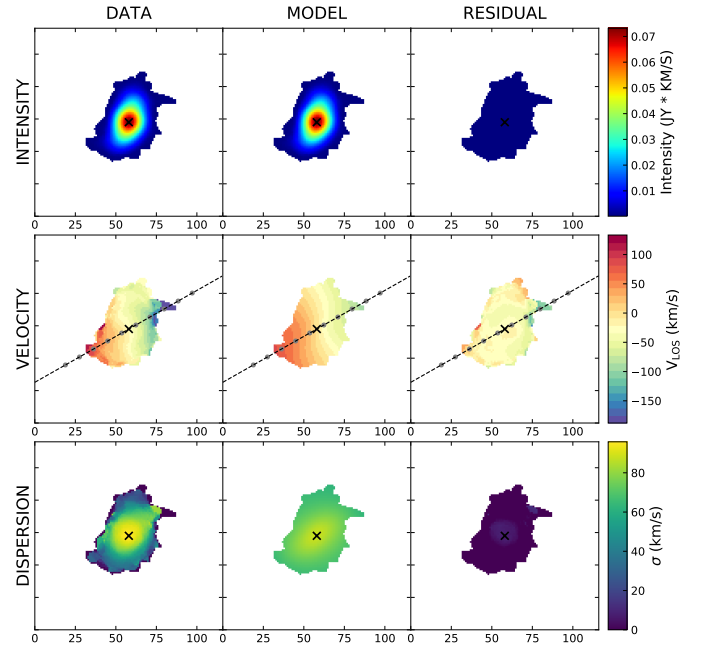 DATA MODEL RESIDUAL
INTENSITY
0 25 50 75 100 0 25 50 75 100 0 25 50 75 100
0.07
0.06
0.05
0.04
0.03
0.02
0.01
Intensity (JY * KM/S)
VELOCITY
0 25 50 75 100 0 25 50 75 100 0 25 50 75 100
100
50
0
−50
−100
−150
V_LOS (km/s)
DISPERSION
0 25 50 75 100 0 25 50 75 100 0 25 50 75 100
80
60
40
20
0
σ (km/s)